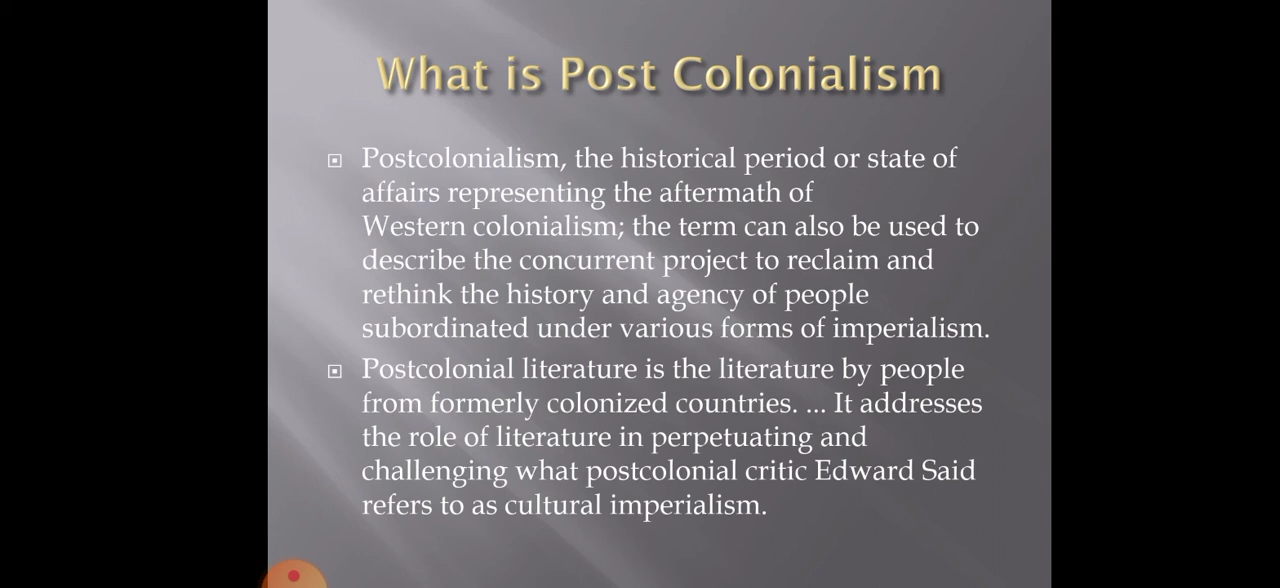 What is Post Colonialism
Postcolonialism, the historical period or state of
affairs representing the aftermath of
Western colonialism; the term can also be used to
describe the concurrent project to reclaim and
rethink the history and agency of people
subordinated under various forms of imperialism.
Postcolonial literature is the literature by people
from formerly colonized countries. ... It addresses
the role of literature in perpetuating and
challenging what postcolonial critic Edward Said
refers to as cultural imperialism.